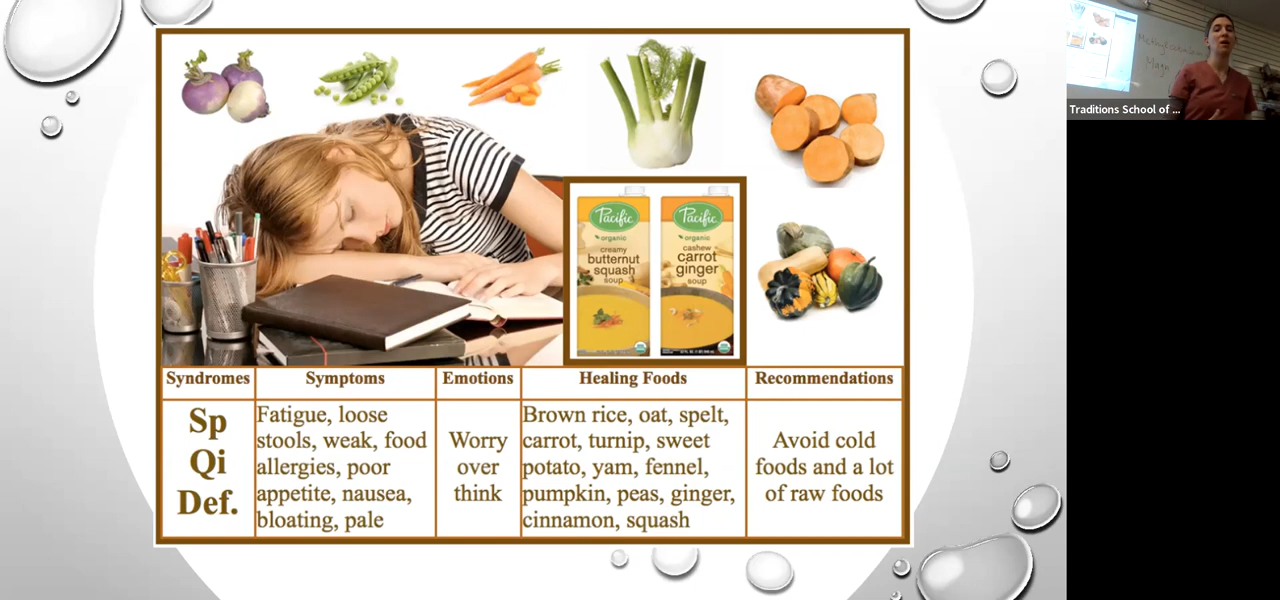 Pacific
organic
creamy
butternut
squash
soup
Pacific
organic
cashew
carrot
ginger
soup
Syndromes
Symptoms
Emotions
Healing Foods
Recommendations
Sp
Qi
Def.
Fatigue, loose
stools, weak, food
allergies, poor
appetite, nausea,
bloating, pale
Worry
over
think
Brown rice, oat, spelt,
carrot, turnip, sweet
potato, yam, fennel,
pumpkin, peas, ginger,
cinnamon, squash
Avoid cold
foods and a lot
of raw foods
Traditions School of ...